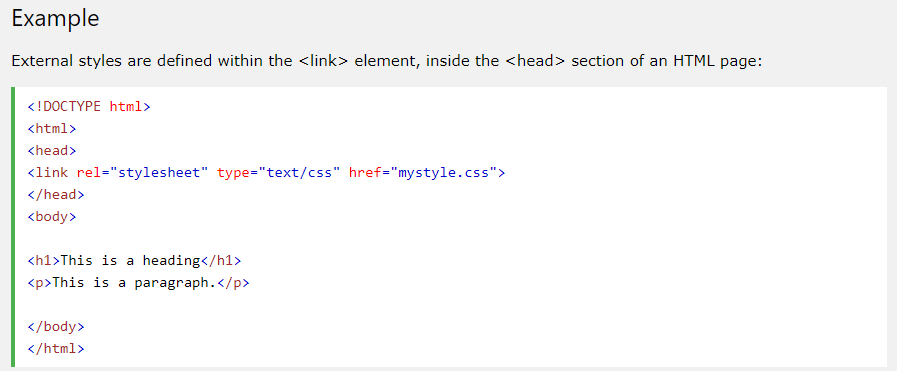 Example
External styles are defined within the <link> element, inside the <head> section of an HTML page:
<!DOCTYPE html>
<html>
<head>
<link rel="stylesheet" type="text/css" href="mystyle.css">
</head>
<body>
<h1>This is a heading</h1>
<p>This is a paragraph.</p>
</body>
</html>